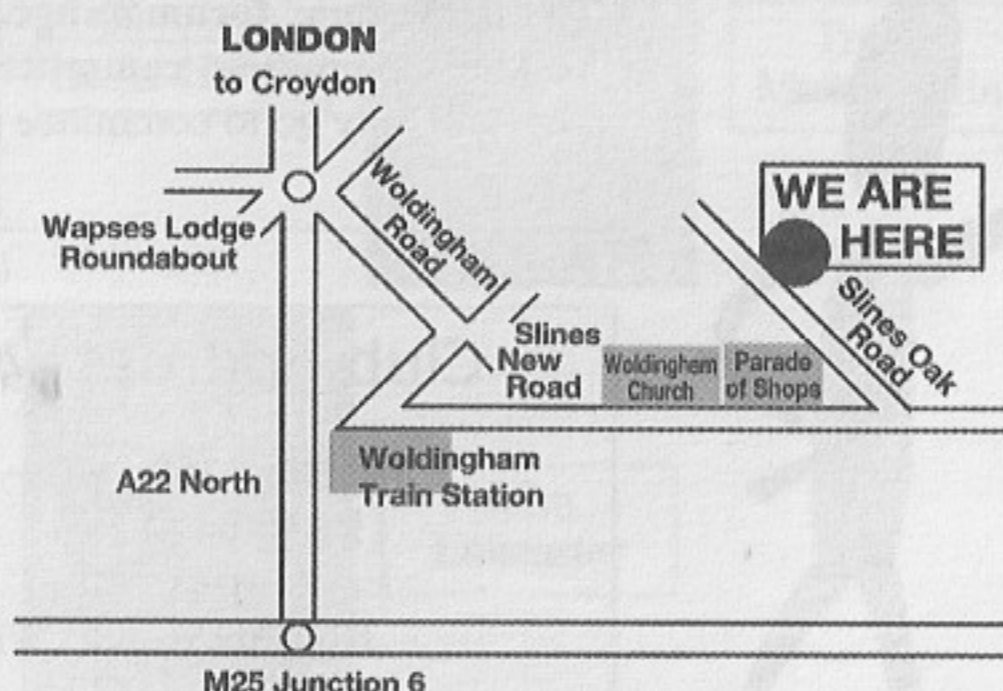 LONDON
to Croydon
Wapses Lodge
Roundabout
Woldingham
Road
WE ARE
HERE
Slines Oak
Road
Slines
New
Road
Woldinghem
Church
Parade
of Shops
A22 North
Woldingham
Train Station
M25 Junction 6